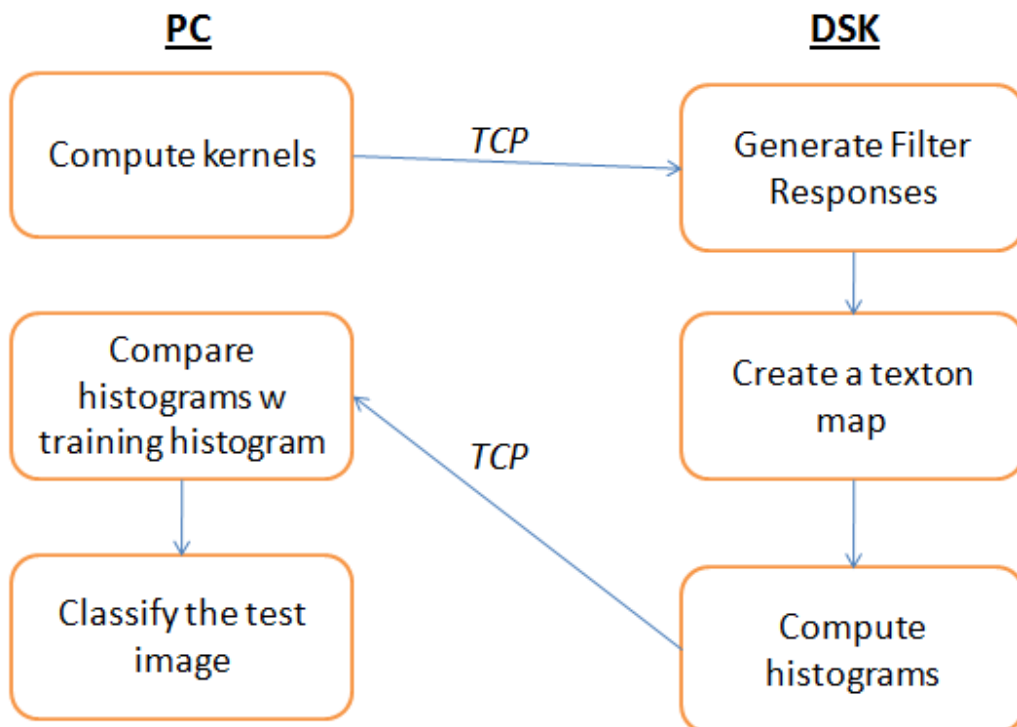 PC
DSK
Compute kernels
TCP
Generate Filter
Responses
Compare
histograms w
training histogram
Create a texton
map
TCP
Classify the test
image
Compute
histograms